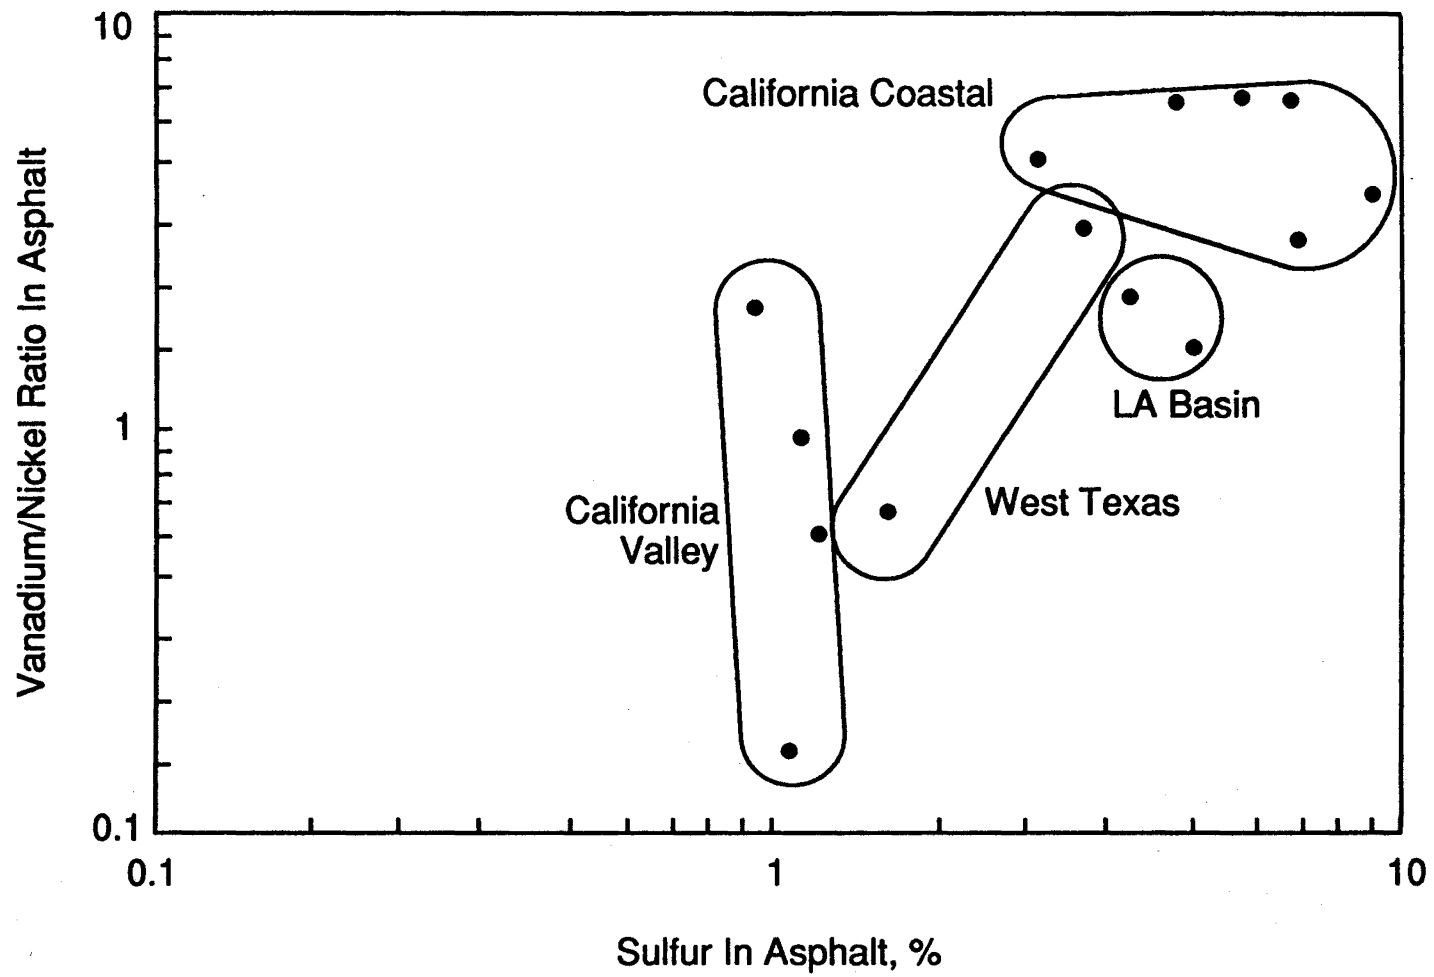 10
California Coastal
Vanadium/Nickel Ratio In Asphalt
LA Basin
1
West Texas
California
Valley
0.1
0.1 1 10
Sulfur In Asphalt, %